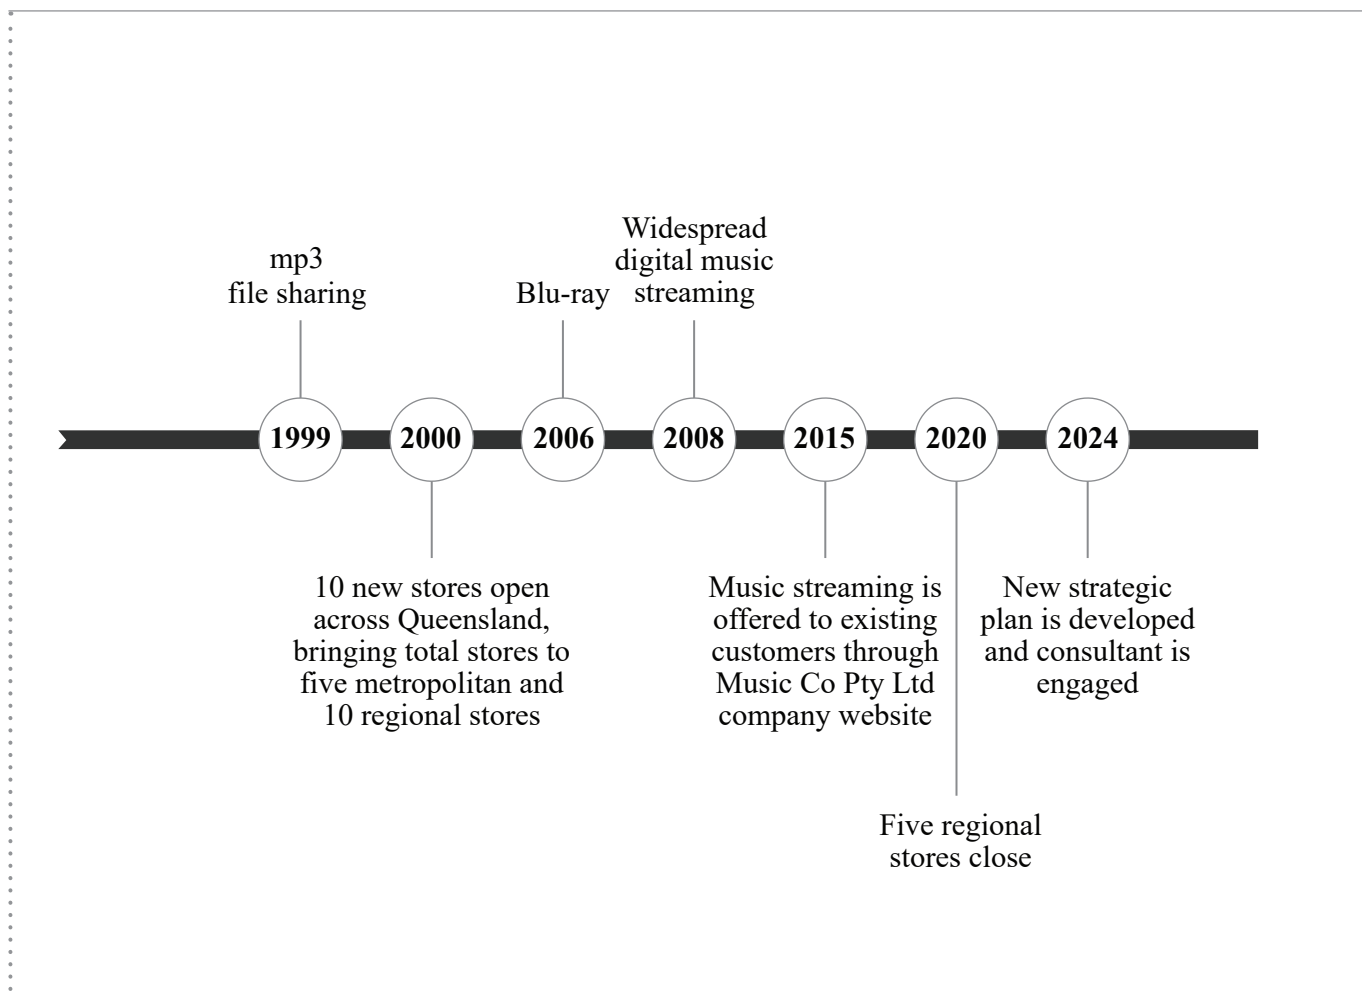 mp3
file sharing
Blu-ray
Widespread
digital music
streaming
1999
2000
2006
2008
2015
2020
2024
10 new stores open
across Queensland,
bringing total stores to
five metropolitan and
10 regional stores
Music streaming is
offered to existing
customers through
Music Co Pty Ltd
company website
Five regional
stores close
New strategic
plan is developed
and consultant is
engaged